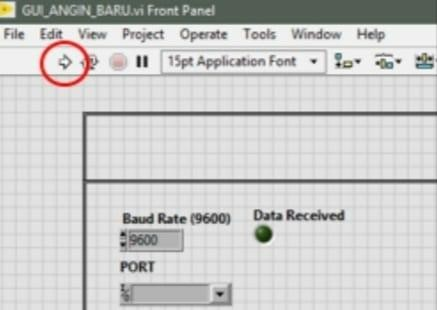 GUI_ANGIN_BARU.vi Front Panel
File Edit View Project Operate Tools Window Help
15pt Application Font
Baud Rate (9600) Data Received
9600
PORT